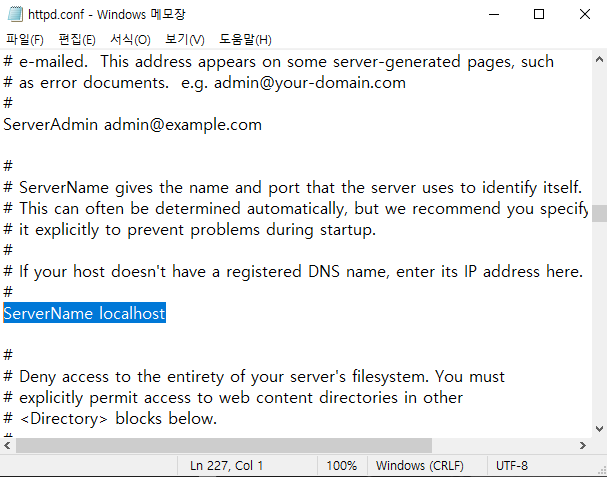 httpd.conf - Windows 메모장
파일(F) 편집(E) 서식(O) 보기(V) 도움말(H)
# e-mailed.  This address appears on some server-generated pages, such
# as error documents.  e.g. admin@your-domain.com
#
ServerAdmin admin@example.com
#
# ServerName gives the name and port that the server uses to identify itself.
# This can often be determined automatically, but we recommend you specify
# it explicitly to prevent problems during startup.
#
# If your host doesn't have a registered DNS name, enter its IP address here.
#
ServerName localhost
#
# Deny access to the entirety of your server's filesystem. You must
# explicitly permit access to web content directories in other
# <Directory> blocks below.
#
Ln 227, Col 1 100% Windows (CRLF) UTF-8